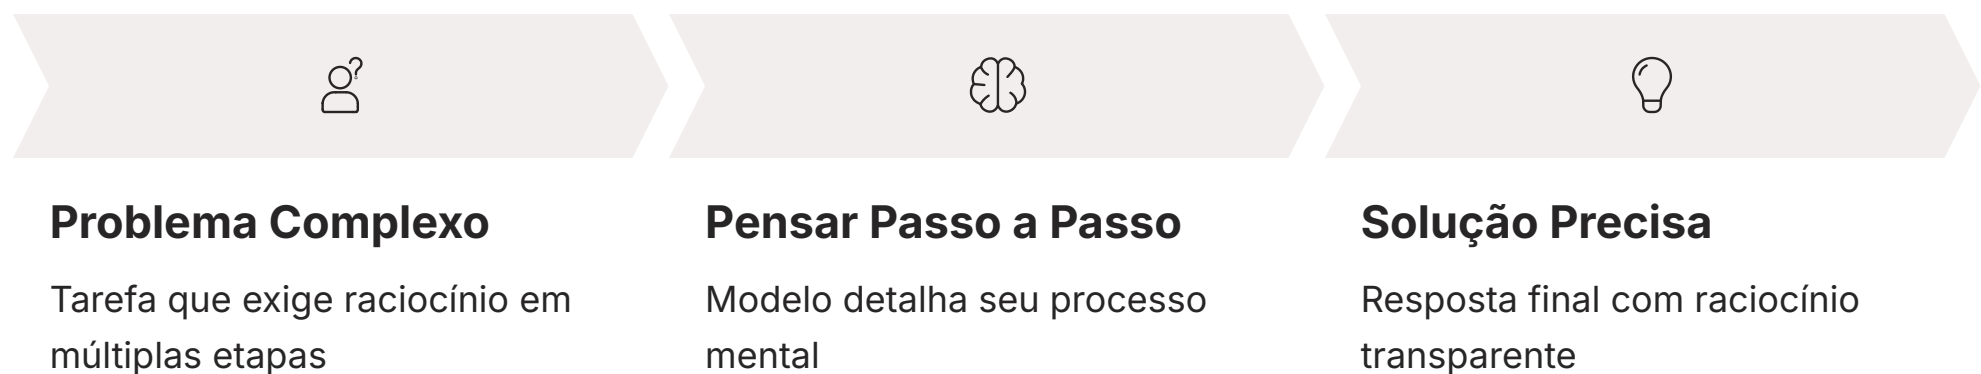 Problema Complexo
Tarefa que exige raciocínio em
múltiplas etapas
Pensar Passo a Passo
Modelo detalha seu processo
mental
Solução Precisa
Resposta final com raciocínio
transparente